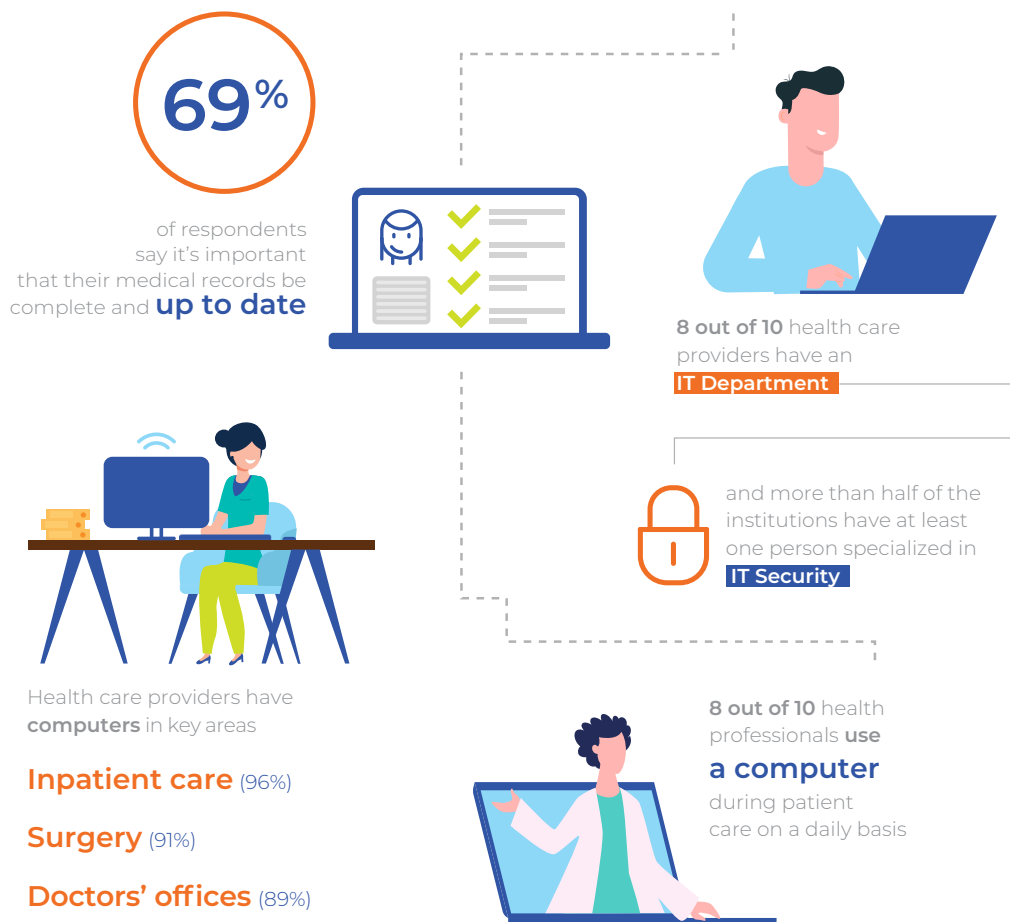 69%
of respondents
say it's important
that their medical records be
complete and up to date
8 out of 10 health care
providers have an
IT Department
and more than half of the
institutions have at least
one person specialized in
IT Security
Health care providers have
computers in key areas
Inpatient care (96%)
Surgery (91%)
Doctors' offices (89%)
8 out of 10 health
professionals use
a computer
during patient
care on a daily basis